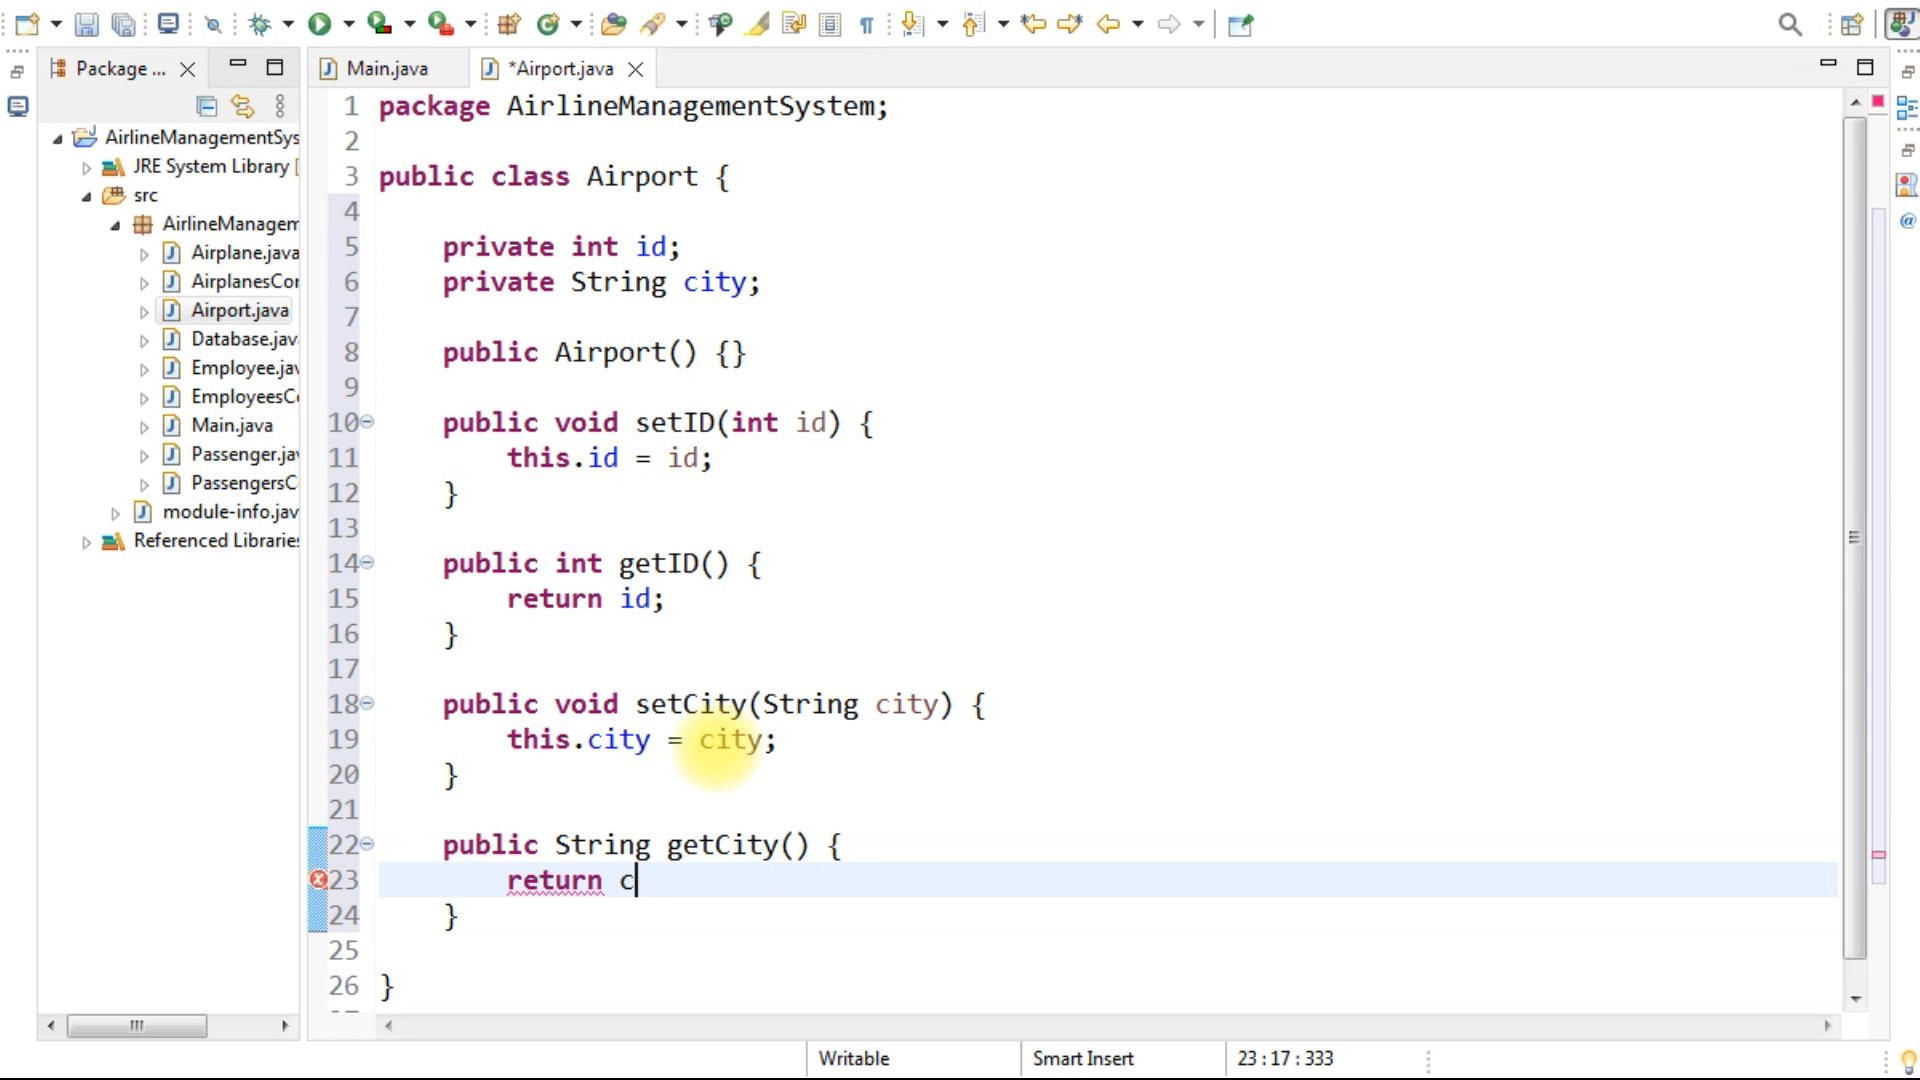 Package ...
Main.java
*Airport.java
AirlineManagementSys
JRE System Library [
src
AirlineManagem
Airplane.java
AirplanesCor
Airport.java
Database.jav
Employee.jav
EmployeesC
Main.java
Passenger.jav
PassengersC
module-info.jav
Referenced Libraries
1 package AirlineManagementSystem;
2
3 public class Airport {
4
5 private int id;
6 private String city;
7
8 public Airport() {}
9
10 public void setID(int id) {
11 this.id = id;
12 }
13
14 public int getID() {
15 return id;
16 }
17
18 public void setCity(String city) {
19 this.city = city;
20 }
21
22 public String getCity() {
23 return c
24 }
25
26 }
Writable
Smart Insert
23 : 17 : 333